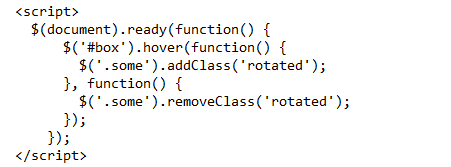 <script>
$(document).ready(function() {
$('#box').hover(function() {
$('.some').addClass('rotated');
}, function() {
$('.some').removeClass('rotated');
});
});
</script>